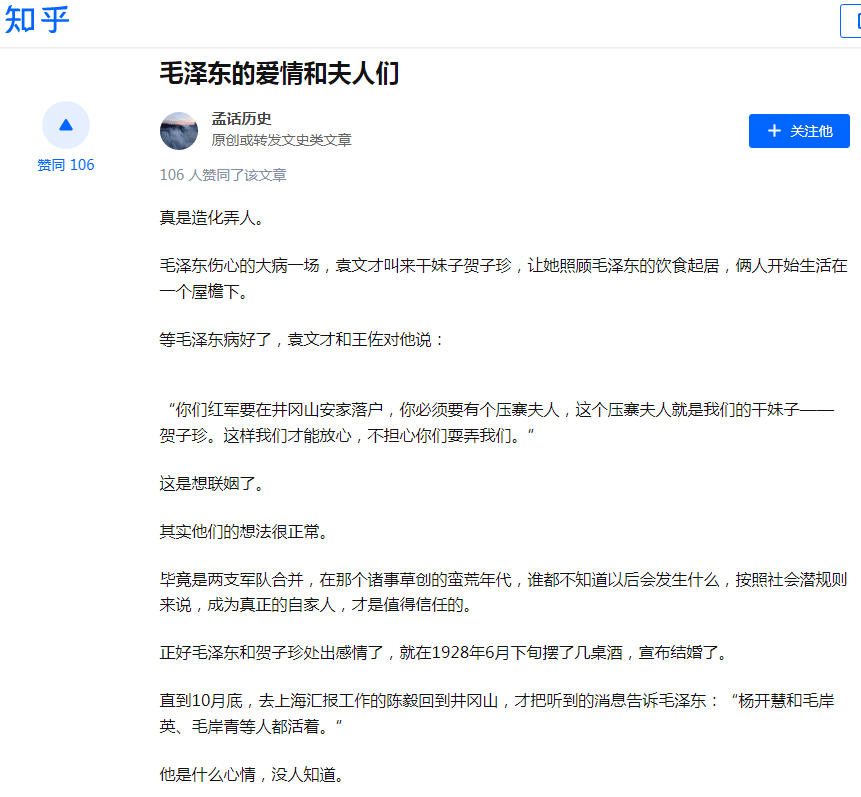 知乎
毛泽东的爱情和夫人们
孟话历史
原创或转发文史类文章
+ 关注他
赞同 106
106 人赞同了该文章
真是造化弄人。
毛泽东伤心的大病一场，袁文才叫来干妹子贺子珍，让她照顾毛泽东的饮食起居，俩人开始生活在
一个屋檐下。
等毛泽东病好了，袁文才和王佐对他说：
“你们红军要在井冈山安家落户，你必须要有个压寨夫人，这个压寨夫人就是我们的干妹子——
贺子珍。这样我们才能放心，不担心你们耍弄我们。”
这是想联姻了。
其实他们的想法很正常。
毕竟是两支军队合并，在那个诸事草创的蛮荒年代，谁都不知道以后会发生什么，按照社会潜规则
来说，成为真正的自家人，才是值得信任的。
正好毛泽东和贺子珍处出感情了，就在1928年6月下旬摆了几桌酒，宣布结婚了。
直到10月底，去上海汇报工作的陈毅回到井冈山，才把听到的消息告诉毛泽东：“杨开慧和毛岸
英、毛岸青等人都活着。”
他是什么心情，没人知道。